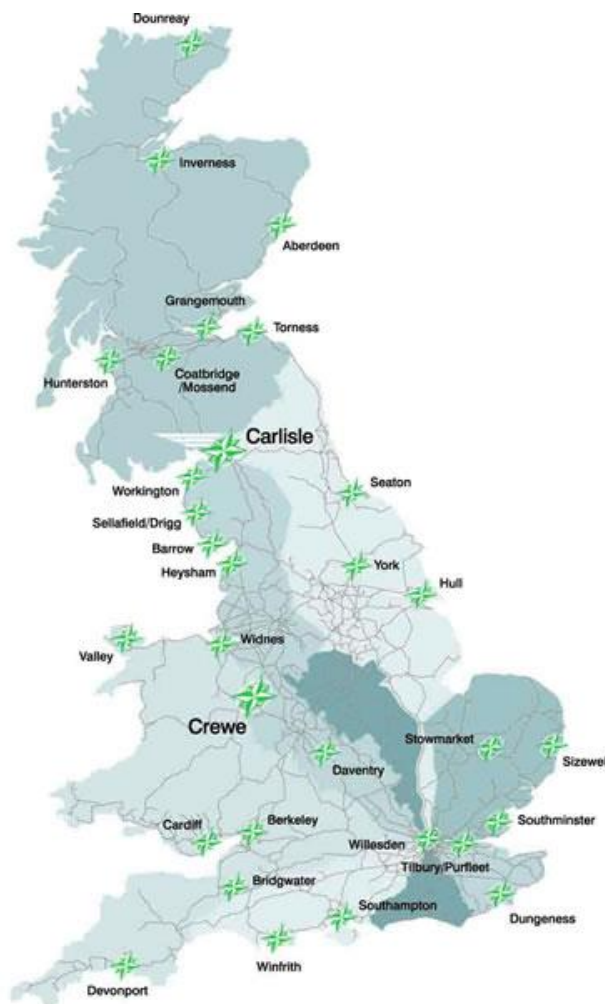 Dounreay
Inverness
Aberdeen
Grangemouth
Torness
Hunterston
Coatbridge
/Mossend
Carlisle
Workington
Seaton
Sellafield/Drigg
Barrow
York
Heysham
Hull
Widnes
Valley
Crewe
Stowmarket
Sizewel
Daventry
Southminster
Cardiff
Berkeley
Willesden
Tilbury/Purfleet
Bridgwater
Southampton
Dungeness
Winfrith
Devonport